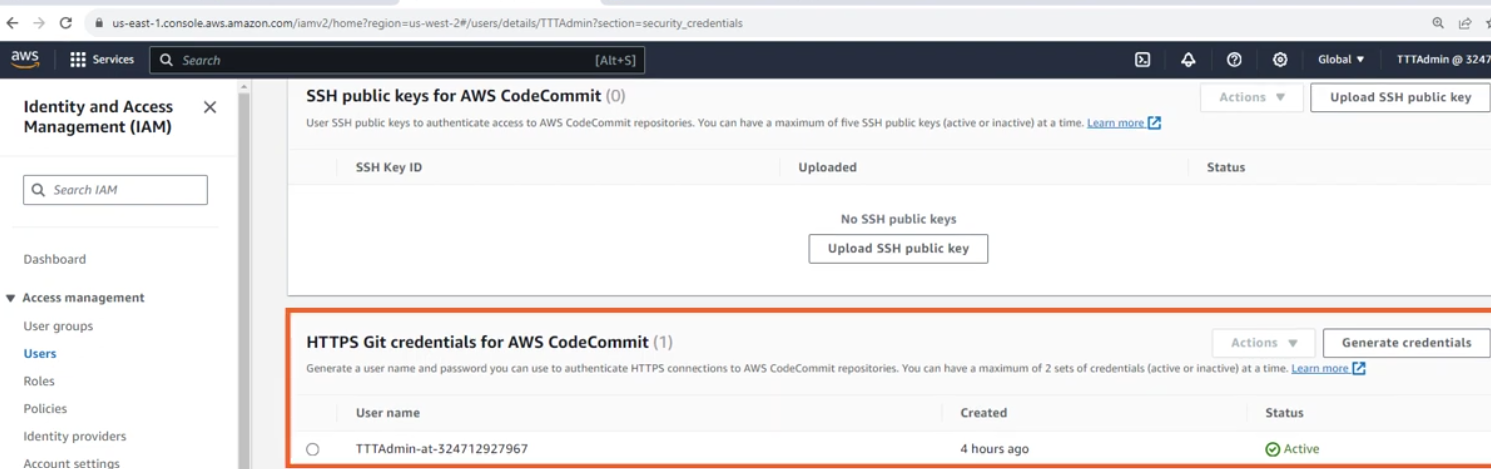 us-east-1.console.aws.amazon.com/iamv2/home?region=us-west-2#/users/details/TTTAdmin?section=security_credentials
aws Services Search [Alt+S] Global TTTAdmin @ 3247
Identity and Access Management (IAM)
Search IAM
Dashboard
Access management
User groups
Users
Roles
Policies
Identity providers
Account settings
SSH public keys for AWS CodeCommit (0) Actions Upload SSH public key
User SSH public keys to authenticate access to AWS CodeCommit repositories. You can have a maximum of five SSH public keys (active or inactive) at a time. Learn more
SSH Key ID Uploaded Status
No SSH public keys
Upload SSH public key
HTTPS Git credentials for AWS CodeCommit (1) Actions Generate credentials
Generate a user name and password you can use to authenticate HTTPS connections to AWS CodeCommit repositories. You can have a maximum of 2 sets of credentials (active or inactive) at a time. Learn more
User name Created Status
TTTAdmin-at-324712927967 4 hours ago Active